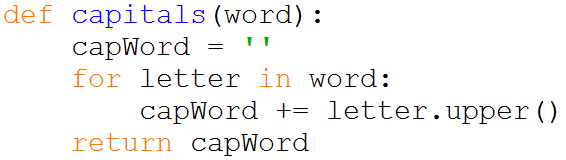 def capitals(word):
    capWord = ''
    for letter in word:
        capWord += letter.upper()
    return capWord